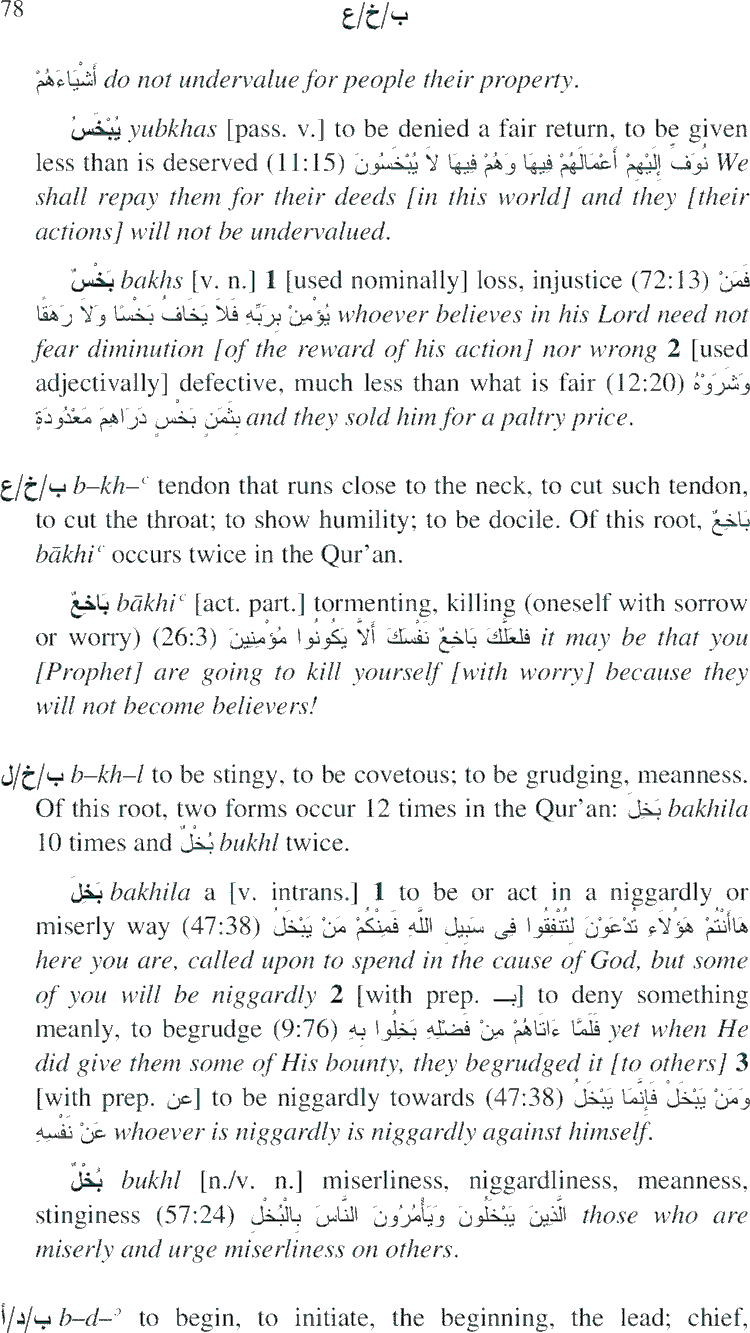 78
ب/خ/ع
أَشْيَاءَهُمْ do not undervalue for people their property.
يُبْخَسُ yubkhas [pass. v.] to be denied a fair return, to be given
less than is deserved (11:15) نُوَفِّ إِلَيْهِمْ أَعْمَالَهُمْ فِيهَا وَهُمْ فِيهَا لاَ يُبْخَسُونَ We
shall repay them for their deeds [in this world] and they [their
actions] will not be undervalued.
بَخْسٌ bakhs [v. n.] 1 [used nominally] loss, injustice (72:13) فَمَنْ
يُؤْمِنْ بِرَبِّهِ فَلاَ يَخَافُ بَخْسًا وَلاَ رَهَقًا whoever believes in his Lord need not
fear diminution [of the reward of his action] nor wrong 2 [used
adjectivally] defective, much less than what is fair (12:20) وَشَرَوْهُ
بِثَمَنٍ بَخْسٍ دَرَاهِمَ مَعْدُودَةٍ and they sold him for a paltry price.
ب/خ/ع b–kh–ʿ tendon that runs close to the neck, to cut such tendon,
to cut the throat; to show humility; to be docile. Of this root, بَاخِعٌ
bākhiʿ occurs twice in the Qur'an.
بَاخِعٌ bākhiʿ [act. part.] tormenting, killing (oneself with sorrow
or worry) (26:3) فَلعَلَّكَ بَاخِعٌ نَفْسَكَ أَلاَّ يَكُونُوا مُؤْمِنِينَ it may be that you
[Prophet] are going to kill yourself [with worry] because they
will not become believers!
ب/خ/ل b–kh–l to be stingy, to be covetous; to be grudging, meanness.
Of this root, two forms occur 12 times in the Qur'an: بَخِلَ bakhila
10 times and بُخْلٌ bukhl twice.
بَخِلَ bakhila a [v. intrans.] 1 to be or act in a niggardly or
miserly way (47:38) هَاأَنْتُمْ هَؤُلاَءِ تُدْعَوْنَ لِتُنْفِقُوا فِى سَبِيلِ اللَّهِ فَمِنْكُمْ مَنْ يَبْخَلُ
here you are, called upon to spend in the cause of God, but some
of you will be niggardly 2 [with prep. بـ] to deny something
meanly, to begrudge (9:76) فَلَمَّا ءَاتَاهُمْ مِنْ فَضْلِهِ بَخِلُوا بِهِ yet when He
did give them some of His bounty, they begrudged it [to others] 3
[with prep. عن] to be niggardly towards (47:38) وَمَنْ يَبْخَلْ فَإِنَّمَا يَبْخَلُ
عَنْ نَفْسِهِ whoever is niggardly is niggardly against himself.
بُخْلٌ bukhl [n./v. n.] miserliness, niggardliness, meanness,
stinginess (57:24) الَّذِينَ يَبْخَلُونَ وَيَأْمُرُونَ النَّاسَ بِالْبُخْلِ those who are
miserly and urge miserliness on others.
ب/د/أ b–d–ʾ to begin, to initiate, the beginning, the lead; chief,